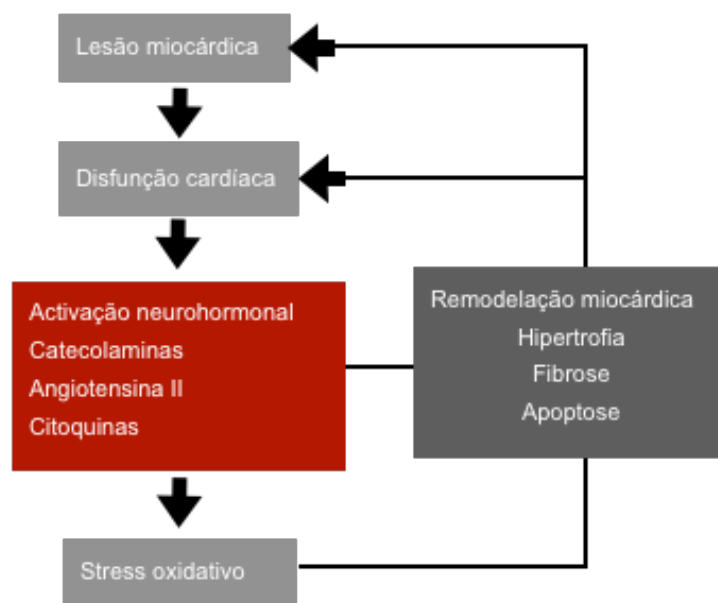 Lesão miocárdica
Disfunção cardíaca
Activação neurohormonal
Catecolaminas
Angiotensina II
Citoquinas
Remodelação miocárdica
Hipertrofia
Fibrose
Apoptose
Stress oxidativo